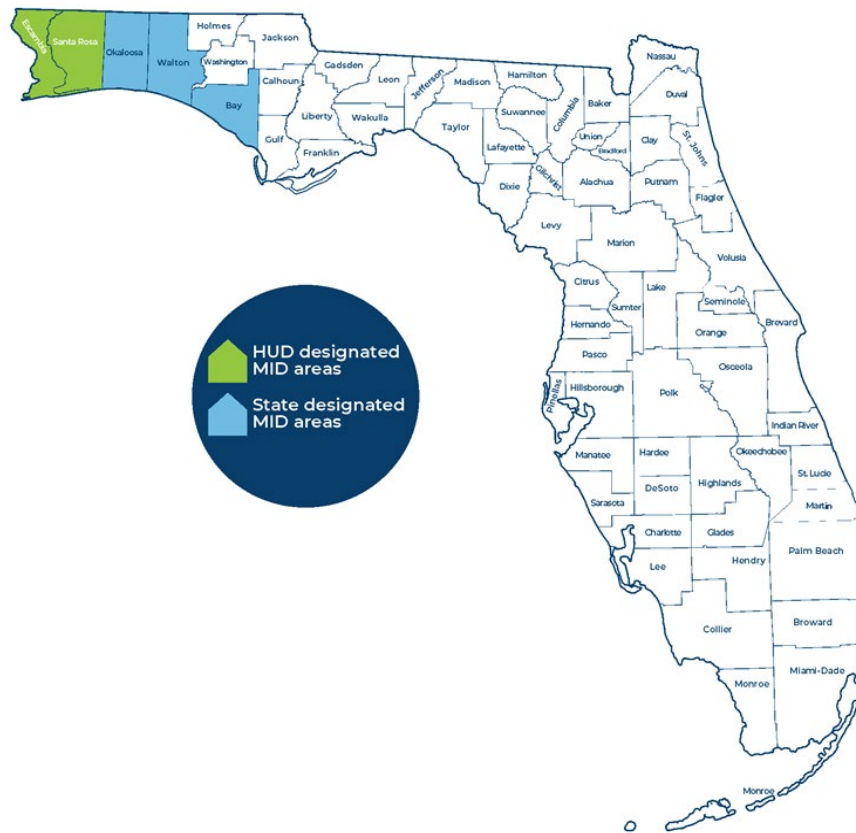 Escambia
Santa Rosa
Okaloosa
Walton
Holmes
Washington
Bay
Jackson
Calhoun
Gulf
Gadsden
Liberty
Franklin
Leon
Wakulla
Jefferson
Madison
Taylor
Hamilton
Suwannee
Lafayette
Dixie
Columbia
Gilchrist
Baker
Union
Bradford
Alachua
Levy
Nassau
Duval
Clay
St. Johns
Putnam
Flagler
Marion
Volusia
Citrus
Sumter
Lake
Seminole
Hernando
Orange
Brevard
Pasco
Osceola
Pinellas
Hillsborough
Polk
Indian River
Manatee
Hardee
Okeechobee
St. Lucie
Highlands
DeSoto
Sarasota
Martin
Charlotte
Glades
Palm Beach
Lee
Hendry
Collier
Broward
Monroe
Miami-Dade
Monroe
HUD designated
MID areas
State designated
MID areas